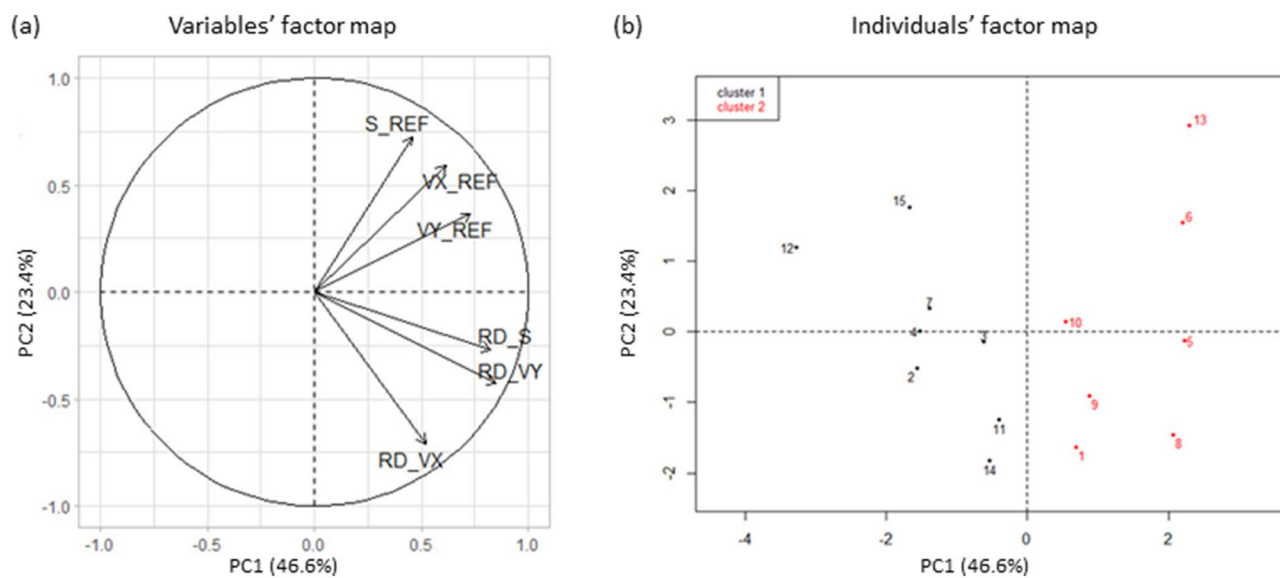 (a) Variables' factor map
1.0
0.5
0.0
-0.5
-1.0
PC2 (23.4%)
S_REF
VX_REF
VY_REF
RD_S
RD_VY
RD_VX
-1.0 -0.5 0.0 0.5 1.0
PC1 (46.6%)
(b) Individuals' factor map
cluster 1
cluster 2
3
2
1
0
-1
-2
PC2 (23.4%)
13
15
6
12
7
10
4
3
5
2
9
11
1
8
14
-4 -2 0 2
PC1 (46.6%)